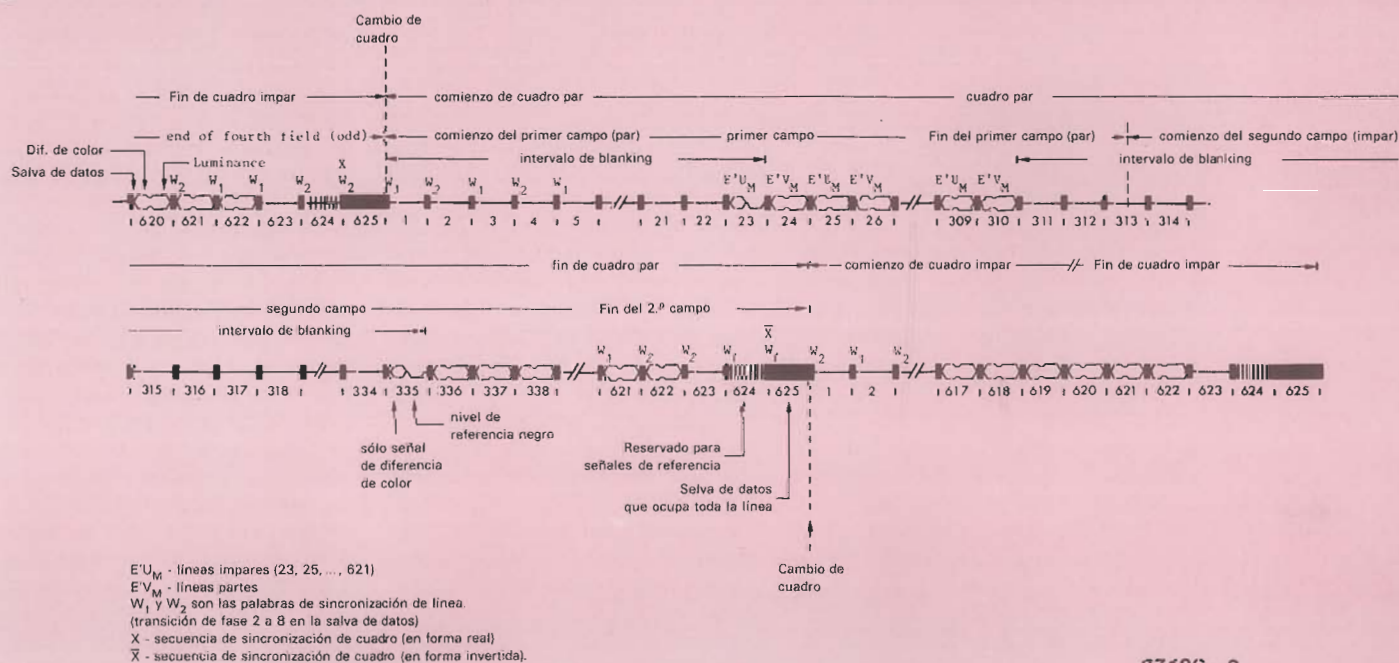 Cambio de
cuadro
Fin de cuadro impar
comienzo de cuadro par
cuadro par
end of fourth field (odd)
comienzo del primer campo (par)
primer campo
Fin del primer campo (par)
comienzo del segundo campo (impar)
Dif. de color
Luminance
X
intervalo de blanking
intervalo de blanking
Salva de datos
W2 W1 W1 W2 W2 W1 W2 W1 W2 W1 E'UM E'VM E'UM E'VM E'UM E'VM
620 621 622 623 624 625 1 2 3 4 5 21 22 23 24 25 26 309 310 311 312 313 314
fin de cuadro par
comienzo de cuadro impar
Fin de cuadro impar
segundo campo
Fin del 2.º campo
intervalo de blanking
X̅
W1 W2 W2 W1 W1 W2 W1 W2
315 316 317 318 334 335 336 337 338 621 622 623 624 625 1 2 617 618 619 620 621 622 623 624 625
nivel de
referencia negro
sólo señal
de diferencia
de color
Reservado para
señales de referencia
Selva de datos
que ocupa toda la línea
Cambio de
cuadro
E'UM - líneas impares (23, 25, ..., 621)
E'VM - líneas partes
W1 y W2 son las palabras de sincronización de línea.
(transición de fase 2 a 8 en la salva de datos)
X - secuencia de sincronización de cuadro (en forma real)
X̅ - secuencia de sincronización de cuadro (en forma invertida).